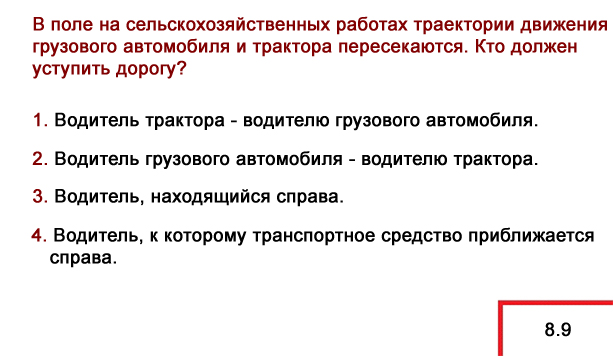 В поле на сельскохозяйственных работах траектории движения
грузового автомобиля и трактора пересекаются. Кто должен
уступить дорогу?
1. Водитель трактора - водителю грузового автомобиля.
2. Водитель грузового автомобиля - водителю трактора.
3. Водитель, находящийся справа.
4. Водитель, к которому транспортное средство приближается
справа.
8.9